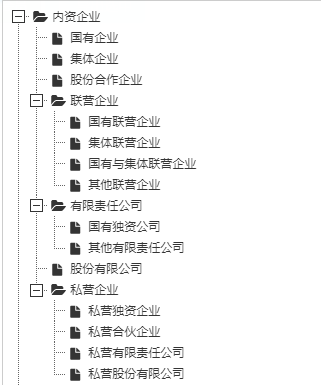 内资企业
国有企业
集体企业
股份合作企业
联营企业
国有联营企业
集体联营企业
国有与集体联营企业
其他联营企业
有限责任公司
国有独资公司
其他有限责任公司
股份有限公司
私营企业
私营独资企业
私营合伙企业
私营有限责任公司
私营股份有限公司